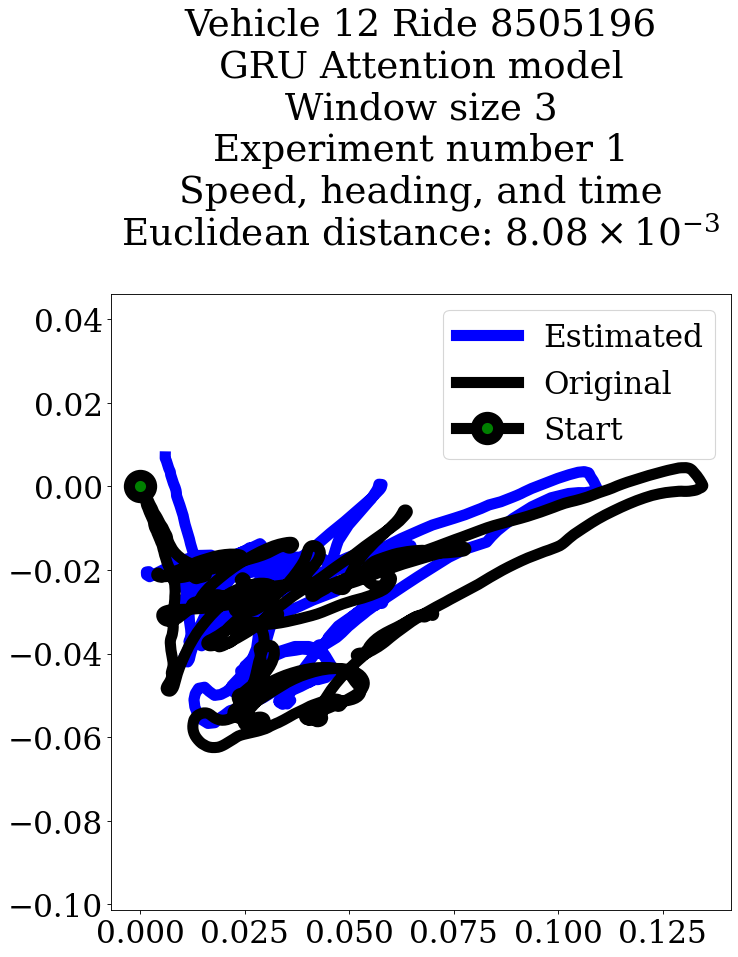 Vehicle 12 Ride 8505196
GRU Attention model
Window size 3
Experiment number 1
Speed, heading, and time
Euclidean distance: 8.08 × 10⁻³
Estimated
Original
Start
0.04
0.02
0.00
−0.02
−0.04
−0.06
−0.08
−0.10
0.000 0.025 0.050 0.075 0.100 0.125